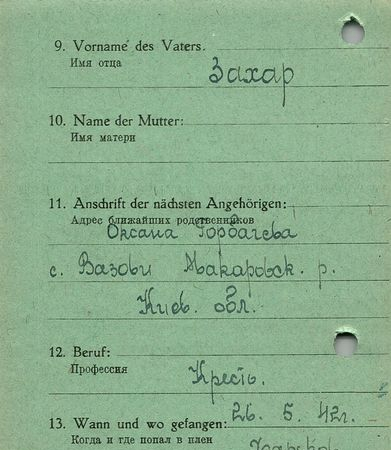 9. Vorname des Vaters.
Имя отца
Захар
10. Name der Mutter:
Имя матери
11. Anschrift der nächsten Angehörigen:
Адрес ближайших родственников
Оксана Горбачева
с. Вазови Макаровск. р.
Киев. обл.
12. Beruf:
Профессия
Кресть.
13. Wann und wo gefangen: 26. 5. 42г.
Когда и где попал в плен